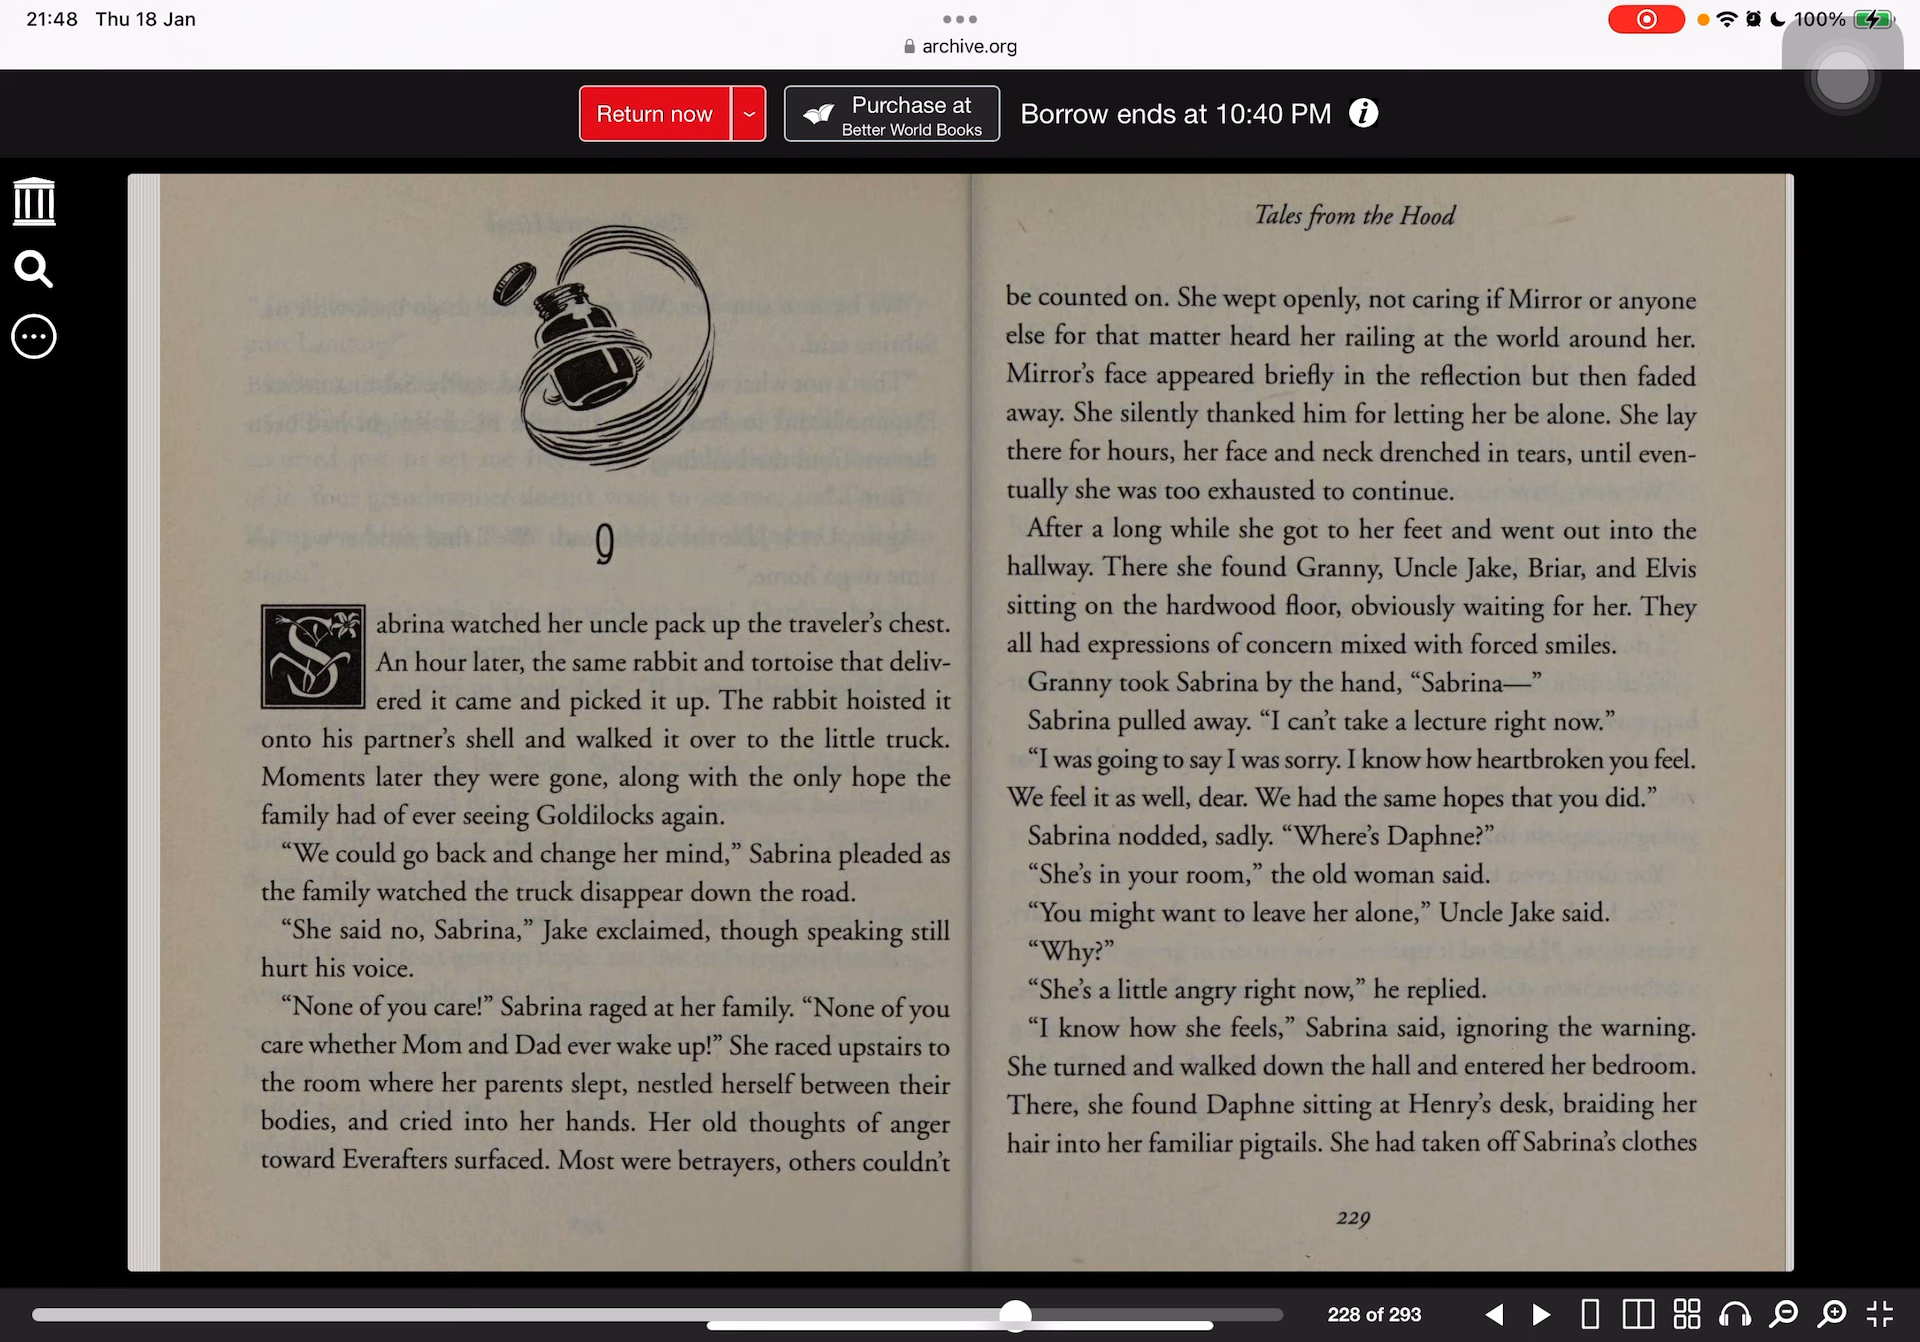 21:48 Thu 18 Jan
100%
archive.org
Return now
Purchase at
Better World Books
Borrow ends at 10:40 PM
9
Sabrina watched her uncle pack up the traveler’s chest.
An hour later, the same rabbit and tortoise that deliv-
ered it came and picked it up. The rabbit hoisted it
onto his partner’s shell and walked it over to the little truck.
Moments later they were gone, along with the only hope the
family had of ever seeing Goldilocks again.
“We could go back and change her mind,” Sabrina pleaded as
the family watched the truck disappear down the road.
“She said no, Sabrina,” Jake exclaimed, though speaking still
hurt his voice.
“None of you care!” Sabrina raged at her family. “None of you
care whether Mom and Dad ever wake up!” She raced upstairs to
the room where her parents slept, nestled herself between their
bodies, and cried into her hands. Her old thoughts of anger
toward Everafters surfaced. Most were betrayers, others couldn’t
Tales from the Hood
be counted on. She wept openly, not caring if Mirror or anyone
else for that matter heard her railing at the world around her.
Mirror’s face appeared briefly in the reflection but then faded
away. She silently thanked him for letting her be alone. She lay
there for hours, her face and neck drenched in tears, until even-
tually she was too exhausted to continue.
After a long while she got to her feet and went out into the
hallway. There she found Granny, Uncle Jake, Briar, and Elvis
sitting on the hardwood floor, obviously waiting for her. They
all had expressions of concern mixed with forced smiles.
Granny took Sabrina by the hand, “Sabrina—”
Sabrina pulled away. “I can’t take a lecture right now.”
“I was going to say I was sorry. I know how heartbroken you feel.
We feel it as well, dear. We had the same hopes that you did.”
Sabrina nodded, sadly. “Where’s Daphne?”
“She’s in your room,” the old woman said.
“You might want to leave her alone,” Uncle Jake said.
“Why?”
“She’s a little angry right now,” he replied.
“I know how she feels,” Sabrina said, ignoring the warning.
She turned and walked down the hall and entered her bedroom.
There, she found Daphne sitting at Henry’s desk, braiding her
hair into her familiar pigtails. She had taken off Sabrina’s clothes
229
228 of 293